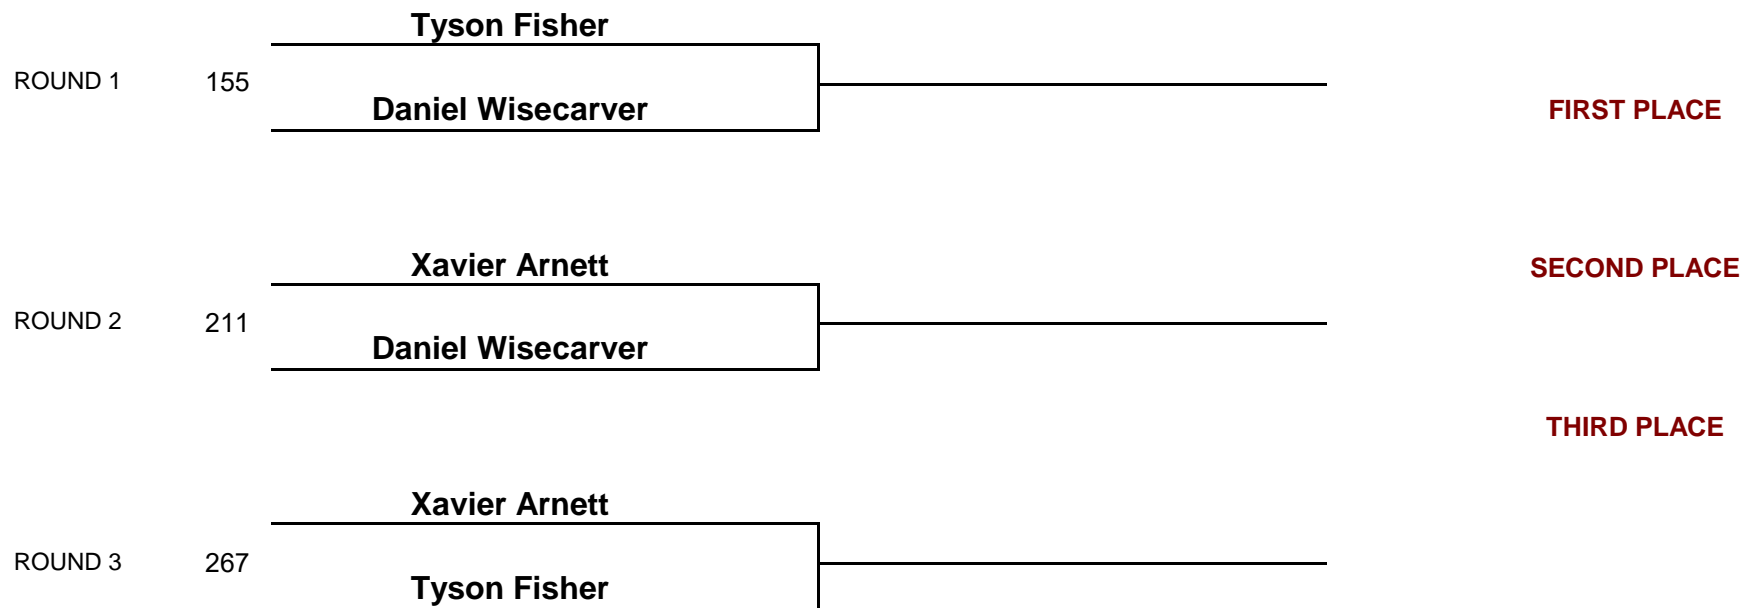 Tyson Fisher
ROUND 1 155
Daniel Wisecarver
FIRST PLACE
Xavier Arnett
SECOND PLACE
ROUND 2 211
Daniel Wisecarver
THIRD PLACE
Xavier Arnett
ROUND 3 267
Tyson Fisher